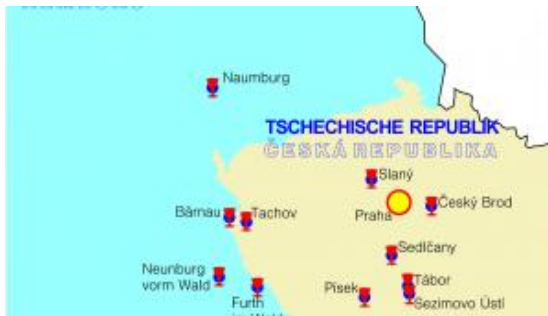 Naumburg
TSCHECHISCHE REPUBLIK
ČESKÁ REPUBLIKA
Slaný
Praha
Český Brod
Bärnau
Tachov
Sedlčany
Neunburg
vorm Wald
Furth
Písek
Tábor
Sezimovo Ústí